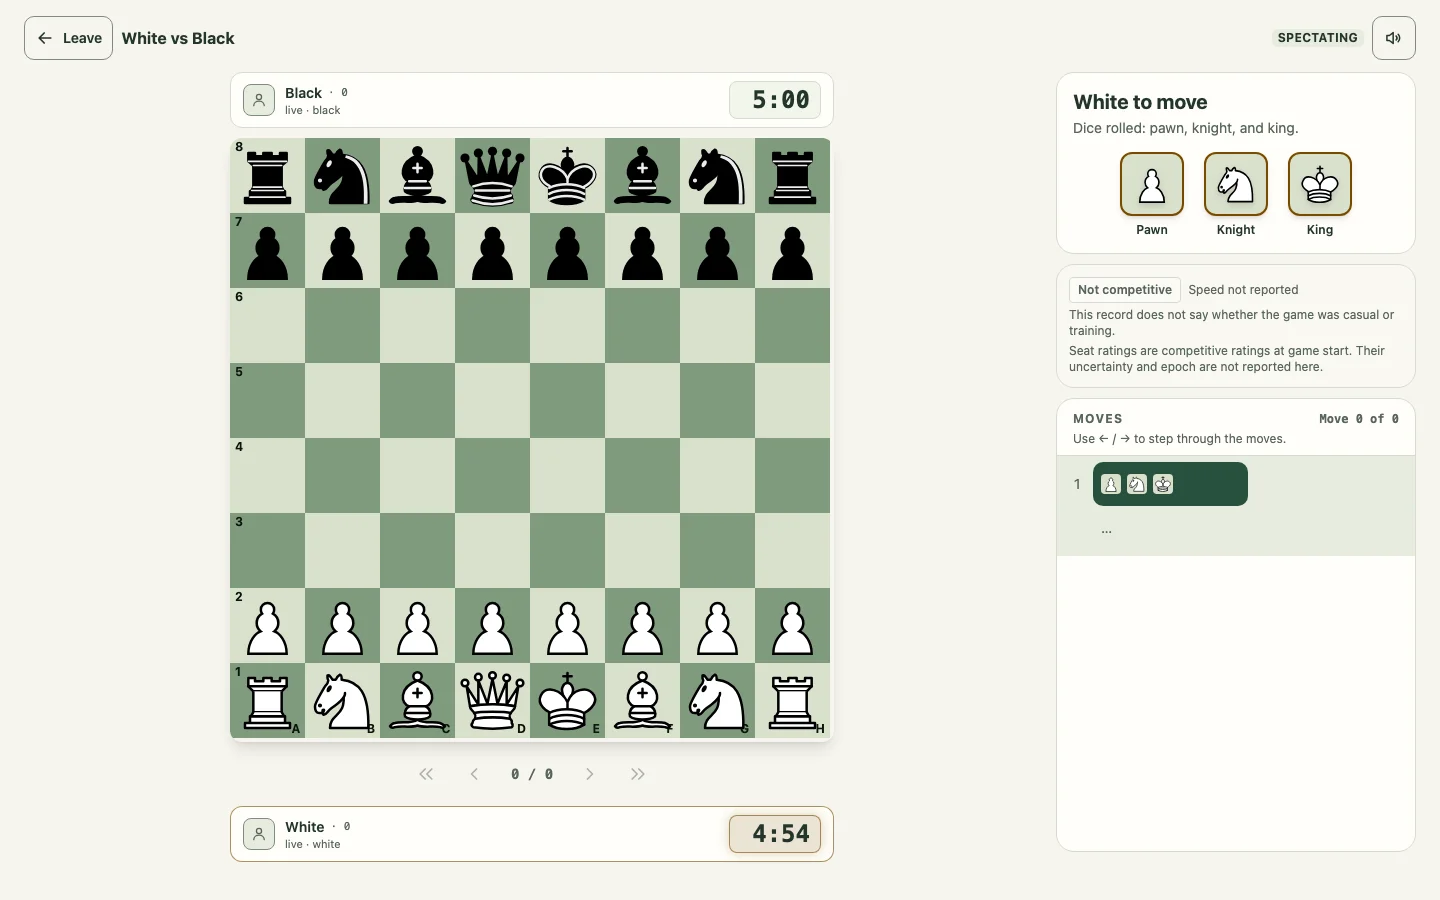 Leave
White vs Black
SPECTATING
Black · 0
live · black
5:00
8
7
6
5
4
3
2
1
A B C D E F G H
0 / 0
White · 0
live · white
4:54
White to move
Dice rolled: pawn, knight, and king.
Pawn Knight King
Not competitive Speed not reported
This record does not say whether the game was casual or
training.
Seat ratings are competitive ratings at game start. Their
uncertainty and epoch are not reported here.
MOVES Move 0 of 0
Use ← / → to step through the moves.
1
...